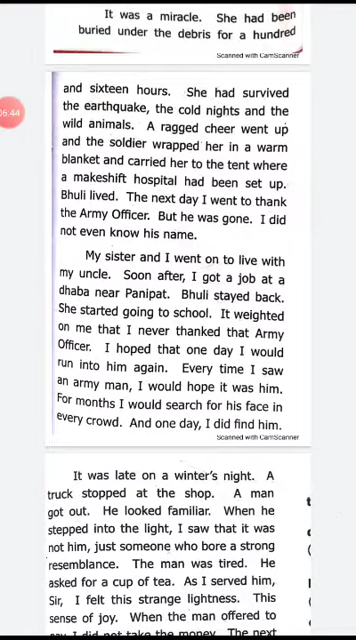 It was a miracle. She had been
buried under the debris for a hundred
Scanned with CamScanner
and sixteen hours. She had survived
the earthquake, the cold nights and the
wild animals. A ragged cheer went up
and the soldier wrapped her in a warm
blanket and carried her to the tent where
a makeshift hospital had been set up.
Bhuli lived. The next day I went to thank
the Army Officer. But he was gone. I did
not even know his name.
06:44
My sister and I went on to live with
my uncle. Soon after, I got a job at a
dhaba near Panipat. Bhuli stayed back.
She started going to school. It weighted
on me that I never thanked that Army
Officer. I hoped that one day I would
run into him again. Every time I saw
an army man, I would hope it was him.
For months I would search for his face in
every crowd. And one day, I did find him.
Scanned with CamScanner
It was late on a winter's night. A
truck stopped at the shop. A man
got out. He looked familiar. When he
stepped into the light, I saw that it was
not him, just someone who bore a strong
resemblance. The man was tired. He
asked for a cup of tea. As I served him,
Sir, I felt this strange lightness. This
sense of joy. When the man offered to
pay I did not take the money. The next